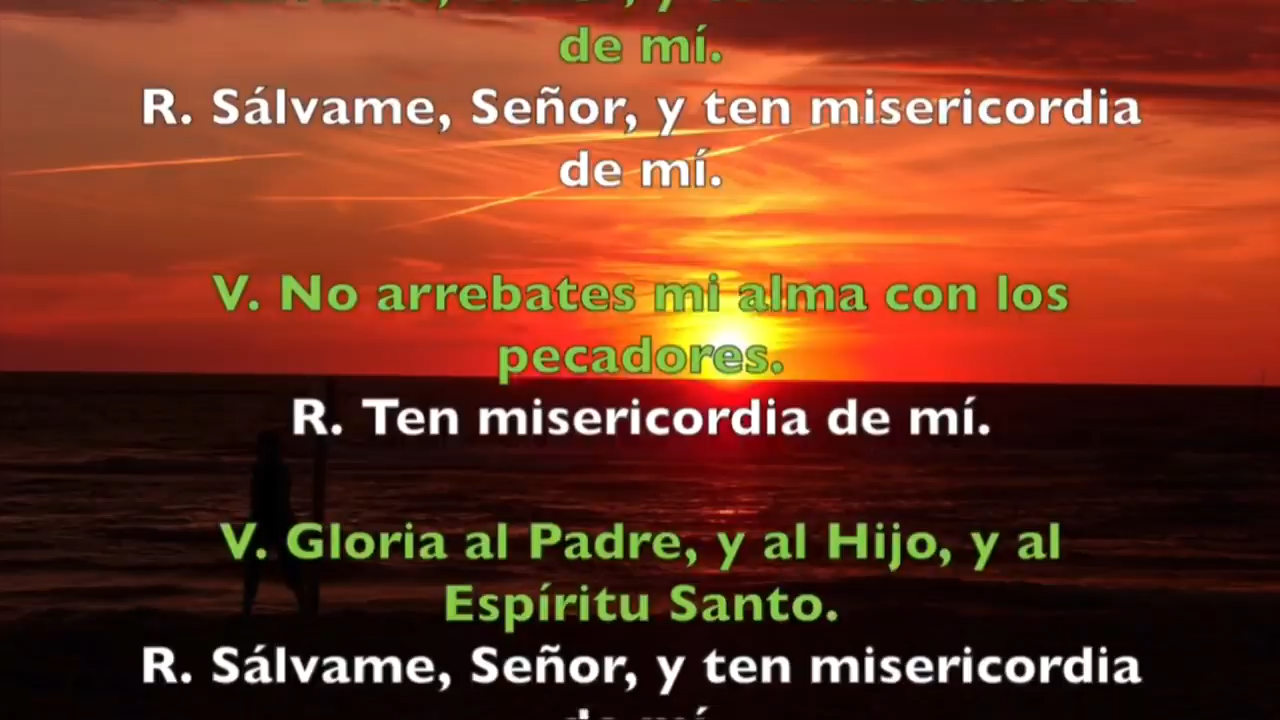 de mí.
R. Sálvame, Señor, y ten misericordia
de mí.
V. No arrebates mi alma con los
pecadores.
R. Ten misericordia de mí.
V. Gloria al Padre, y al Hijo, y al
Espíritu Santo.
R. Sálvame, Señor, y ten misericordia